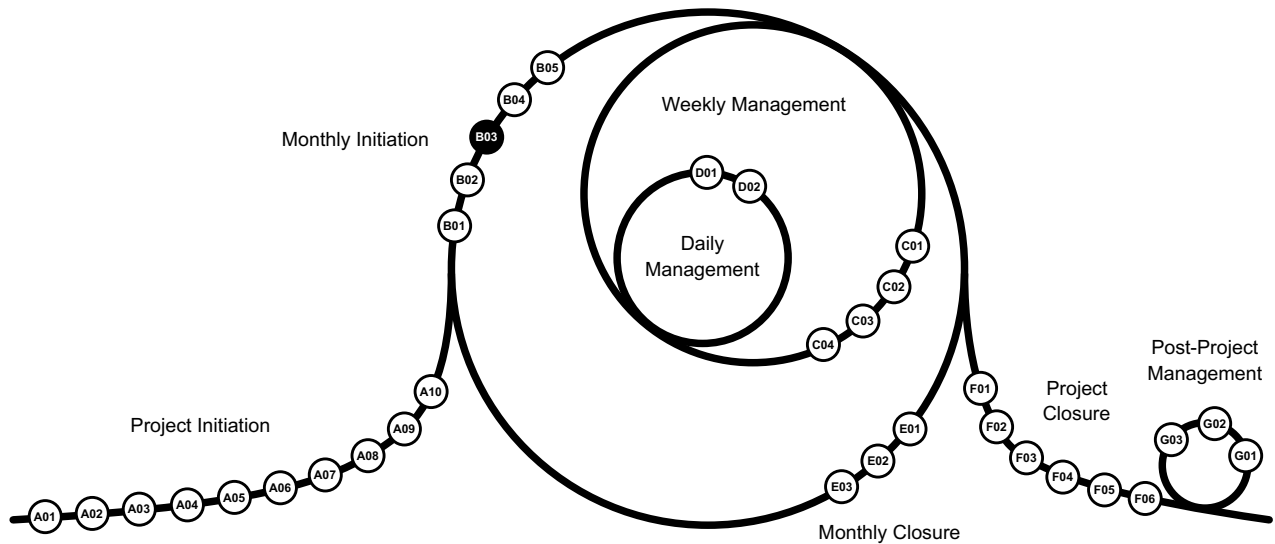 Project Initiation
A01
A02
A03
A04
A05
A06
A07
A08
A09
A10
Monthly Initiation
B01
B02
B03
B04
B05
Weekly Management
C01
C02
C03
C04
Daily
Management
D01
D02
Monthly Closure
E01
E02
E03
Project
Closure
F01
F02
F03
F04
F05
F06
Post-Project
Management
G01
G02
G03